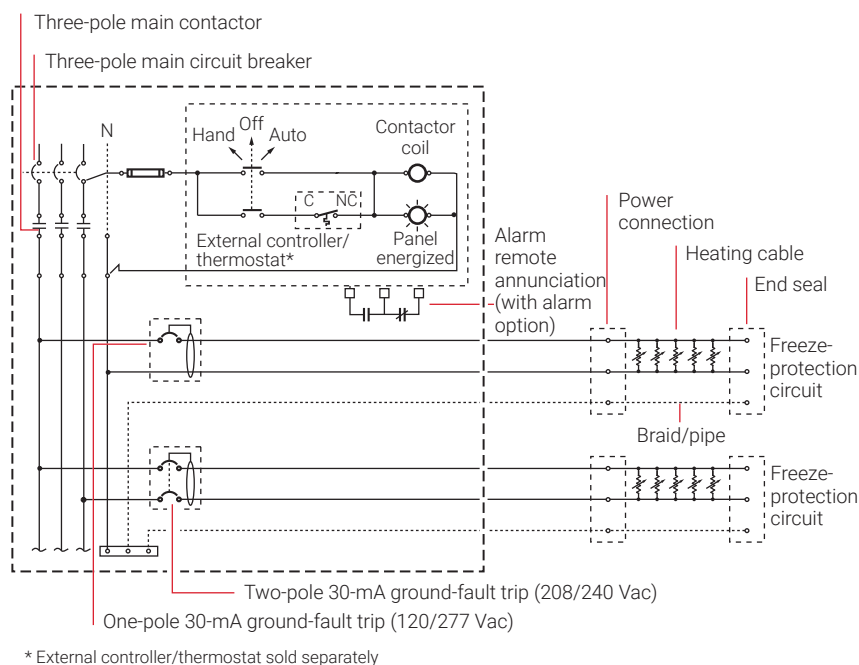 Three-pole main contactor
Three-pole main circuit breaker
N
Hand
Off
Auto
Contactor
coil
C
NC
External controller/
thermostat*
Panel
energized
Alarm
remote
annunciation
(with alarm
option)
Power
connection
Heating cable
End seal
Freeze-
protection
circuit
Braid/pipe
Freeze-
protection
circuit
Two-pole 30-mA ground-fault trip (208/240 Vac)
One-pole 30-mA ground-fault trip (120/277 Vac)
* External controller/thermostat sold separately